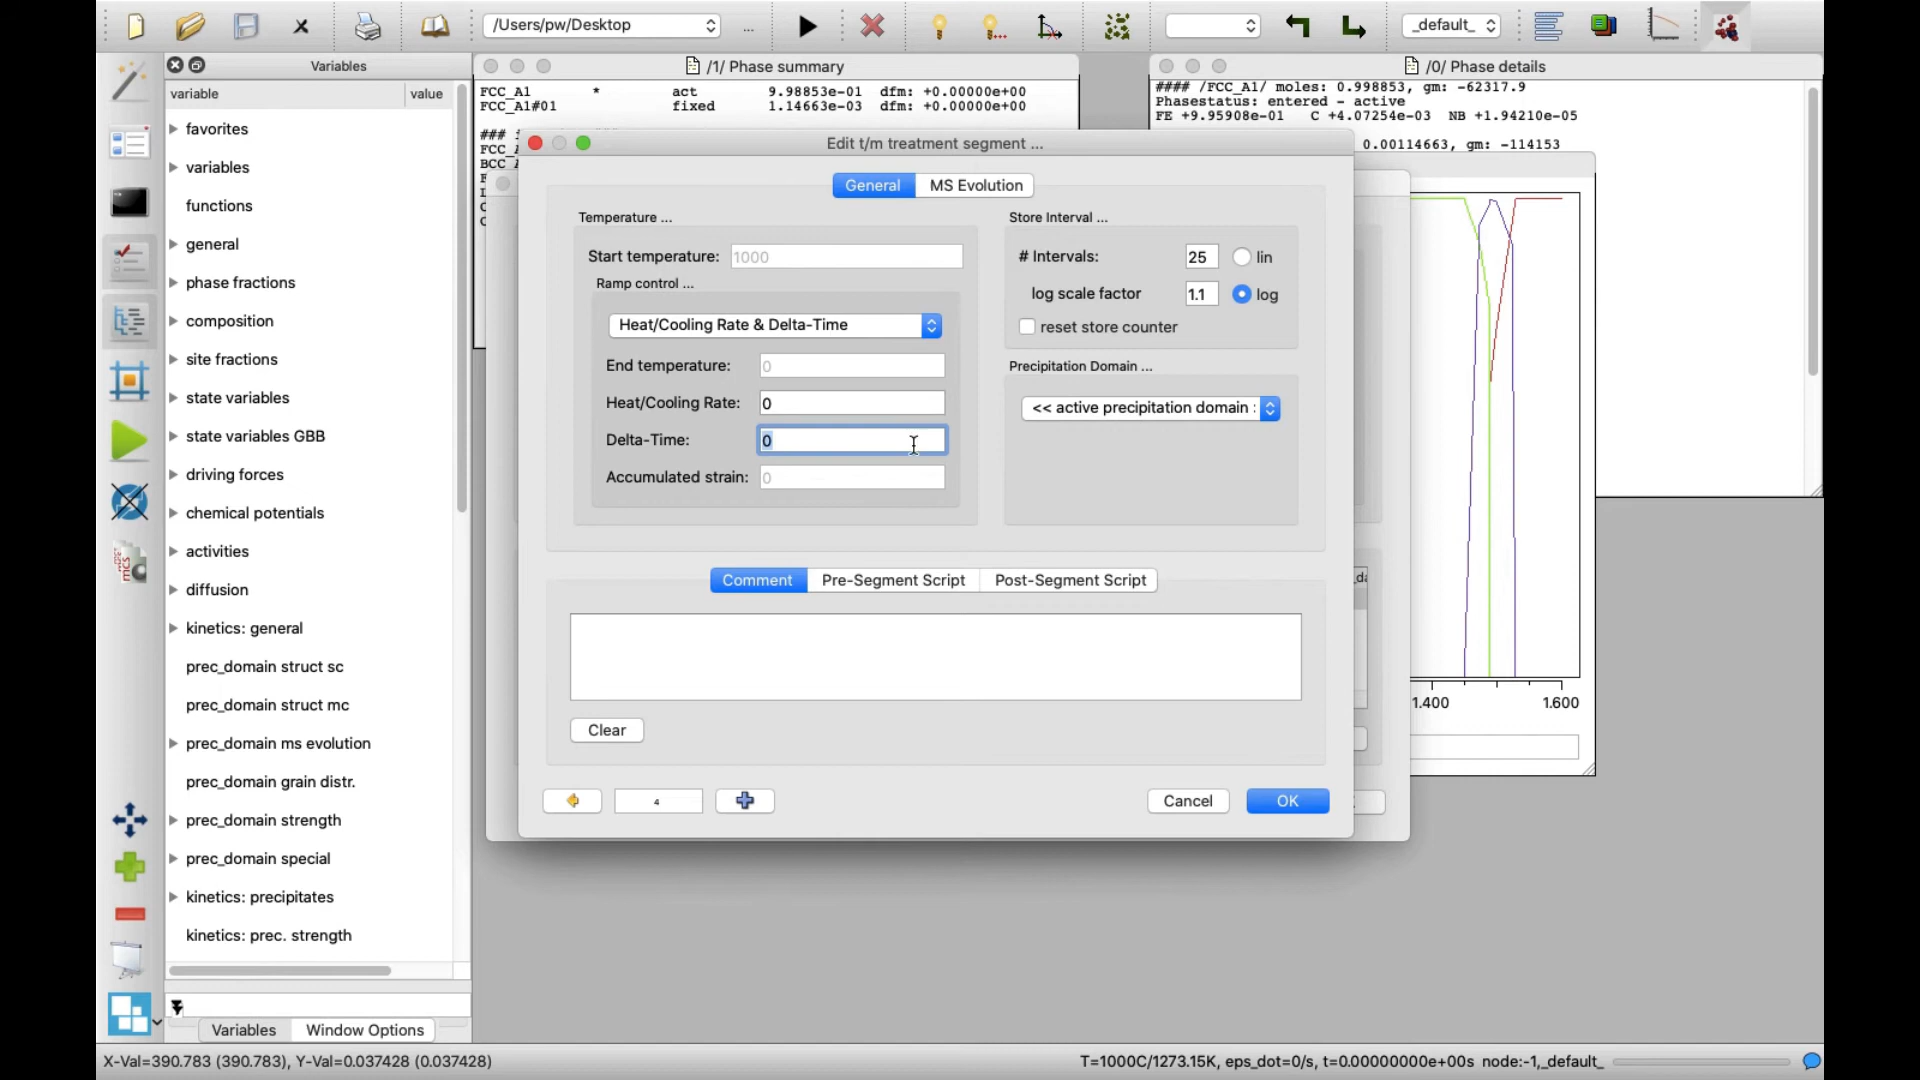 /Users/pw/Desktop
...
_default_
Variables
variable
value
favorites
variables
functions
general
phase fractions
composition
site fractions
state variables
state variables GBB
driving forces
chemical potentials
activities
diffusion
kinetics: general
prec_domain struct sc
prec_domain struct mc
prec_domain ms evolution
prec_domain grain distr.
prec_domain strength
prec_domain special
kinetics: precipitates
kinetics: prec. strength
Variables
Window Options
/1/ Phase summary
FCC_A1 * act 9.98853e-01 dfm: +0.00000e+00
FCC_A1#01 fixed 1.14663e-03 dfm: +0.00000e+00
/0/ Phase details
#### /FCC_A1/ moles: 0.998853, gm: -62317.9
Phasestatus: entered - active
FE +9.95908e-01 C +4.07254e-03 NB +1.94210e-05
0.00114663, gm: -114153
Edit t/m treatment segment ...
General
MS Evolution
Temperature ...
Start temperature: 1000
Ramp control ...
Heat/Cooling Rate & Delta-Time
End temperature: 0
Heat/Cooling Rate: 0
Delta-Time: 0
Accumulated strain: 0
Store Interval ...
# Intervals: 25 lin
log scale factor 1.1 log
reset store counter
Precipitation Domain ...
<< active precipitation domain :
Comment
Pre-Segment Script
Post-Segment Script
Clear
4
Cancel
OK
1.400
1.600
X-Val=390.783 (390.783), Y-Val=0.037428 (0.037428)
T=1000C/1273.15K, eps_dot=0/s, t=0.00000000e+00s node:-1,_default_